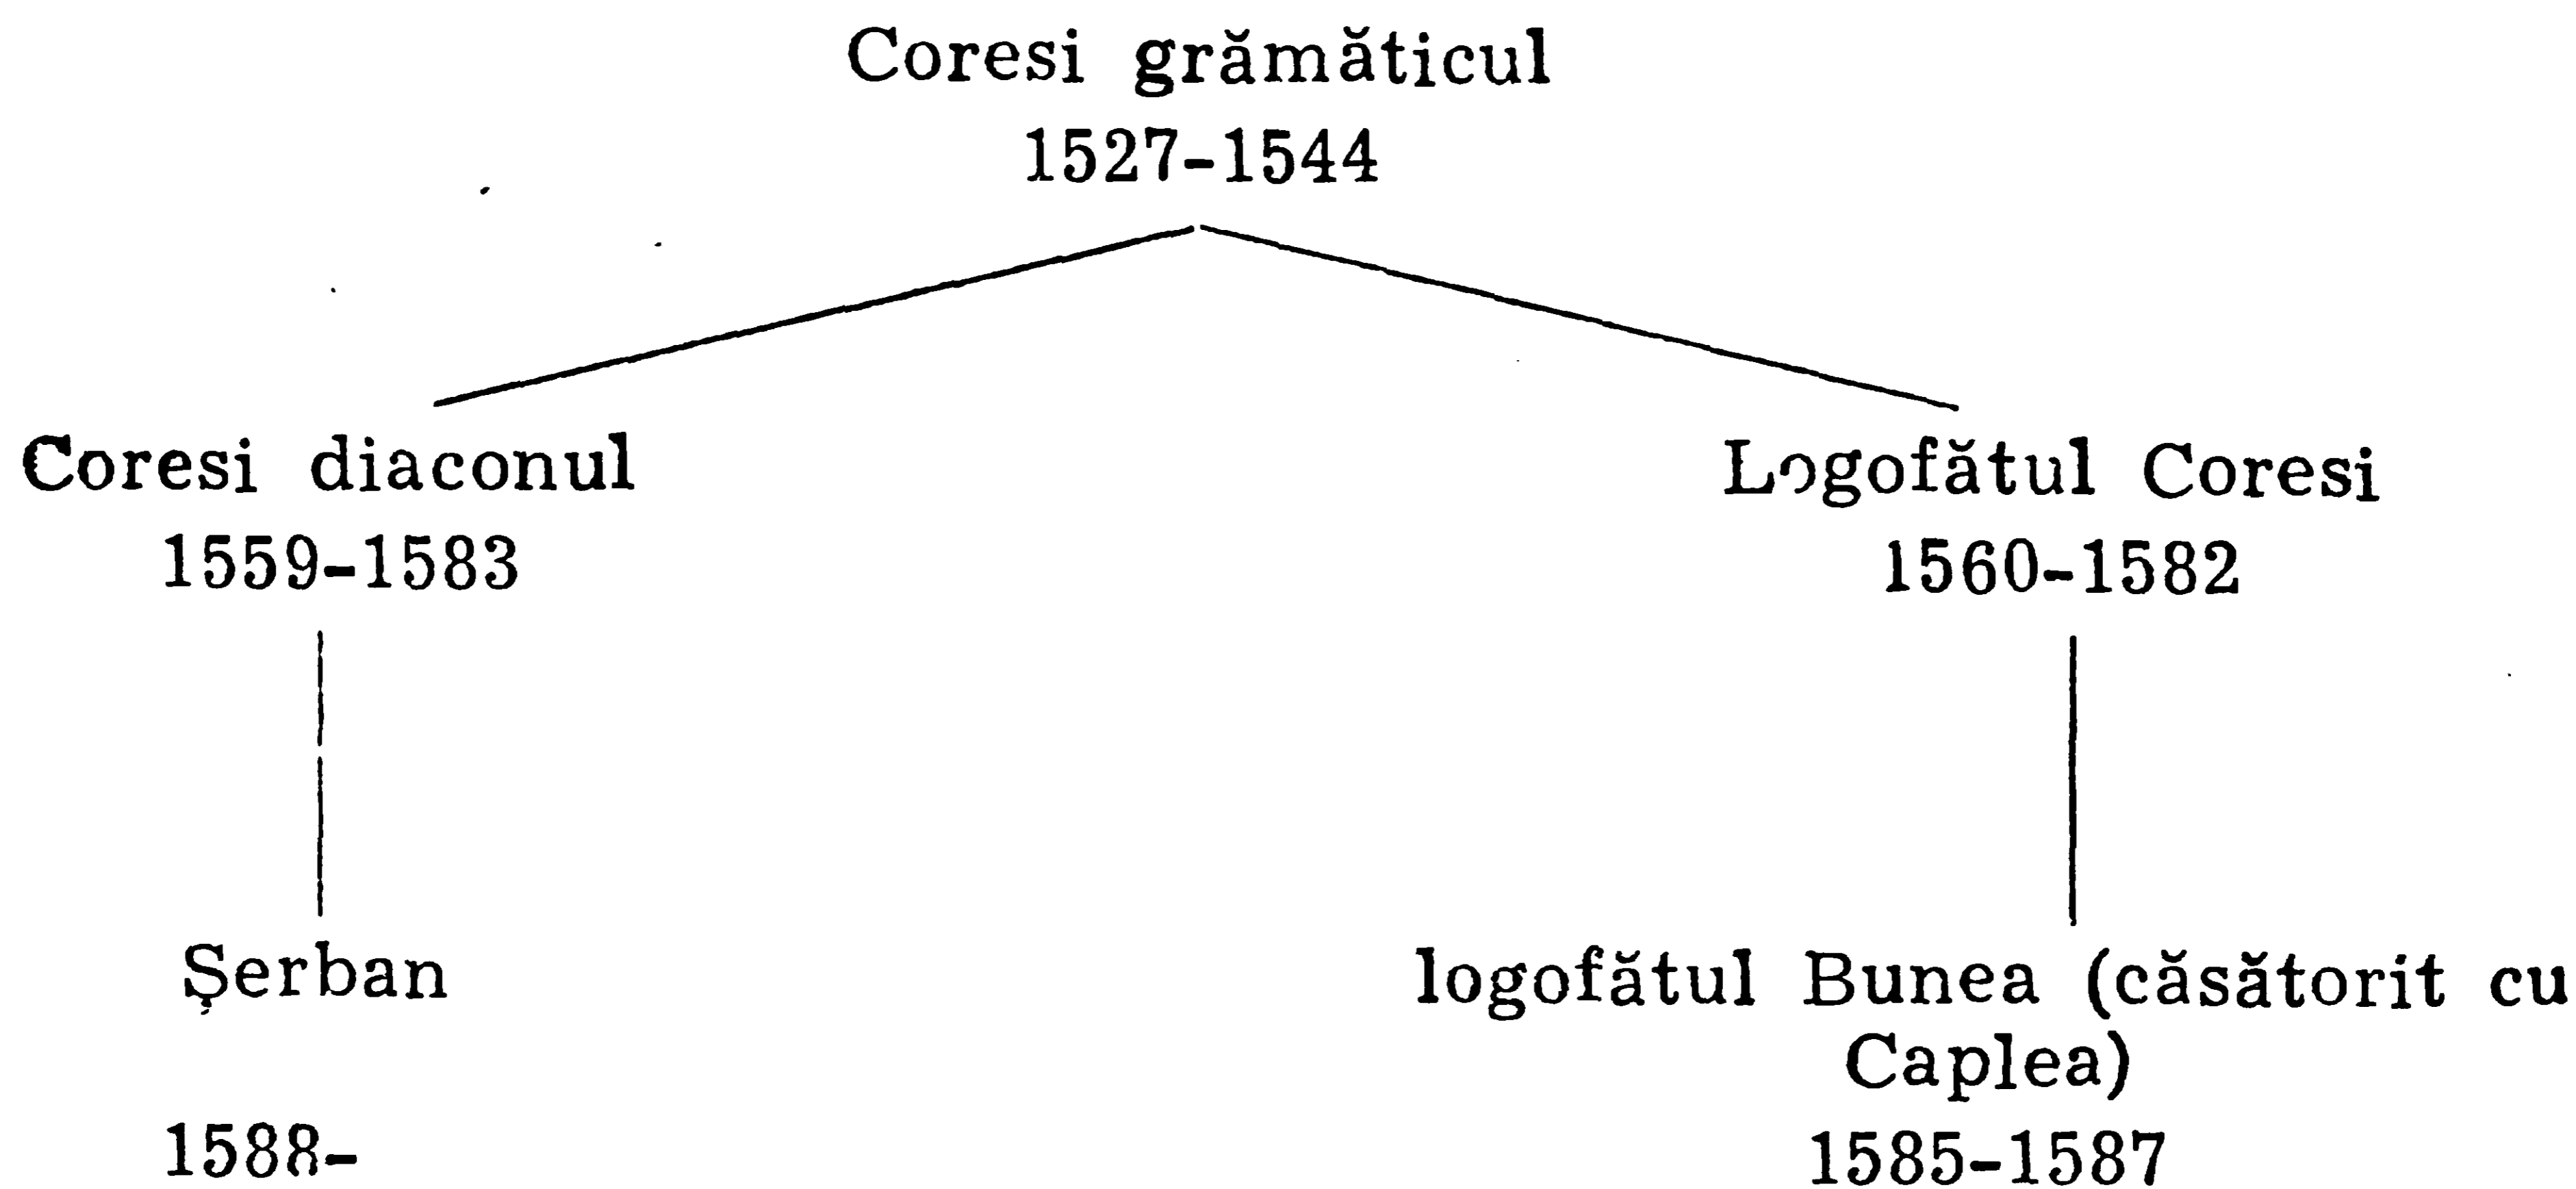 Coresi grămăticul
1527-1544
Coresi diaconul
1559-1583
Logofătul Coresi
1560-1582
Şerban
1588-
logofătul Bunea (căsătorit cu
Caplea)
1585-1587